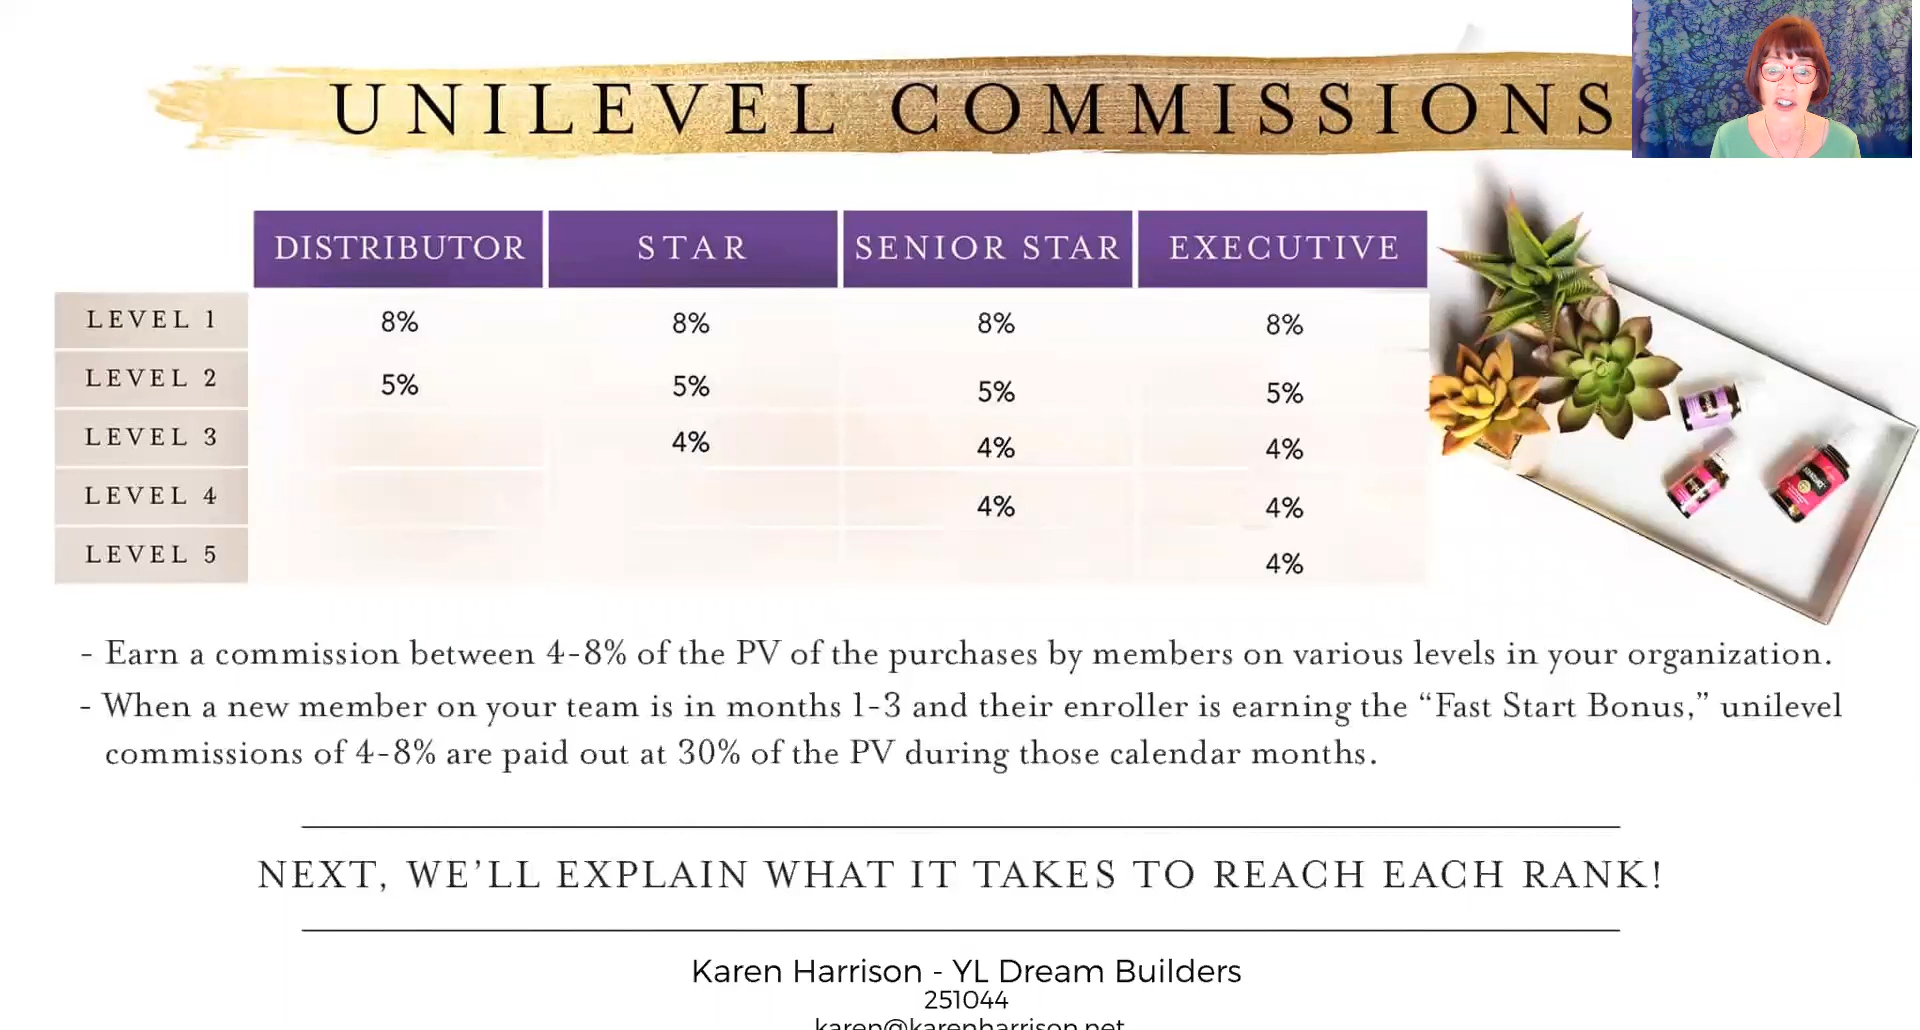 UNILEVEL COMMISSIONS
DISTRIBUTOR STAR SENIOR STAR EXECUTIVE
LEVEL 1 8% 8% 8% 8%
LEVEL 2 5% 5% 5% 5%
LEVEL 3 4% 4% 4%
LEVEL 4 4% 4%
LEVEL 5 4%
- Earn a commission between 4-8% of the PV of the purchases by members on various levels in your organization.
- When a new member on your team is in months 1-3 and their enroller is earning the “Fast Start Bonus,” unilevel
commissions of 4-8% are paid out at 30% of the PV during those calendar months.
NEXT, WE’LL EXPLAIN WHAT IT TAKES TO REACH EACH RANK!
Karen Harrison - YL Dream Builders
251044
karen@karenharrison.net